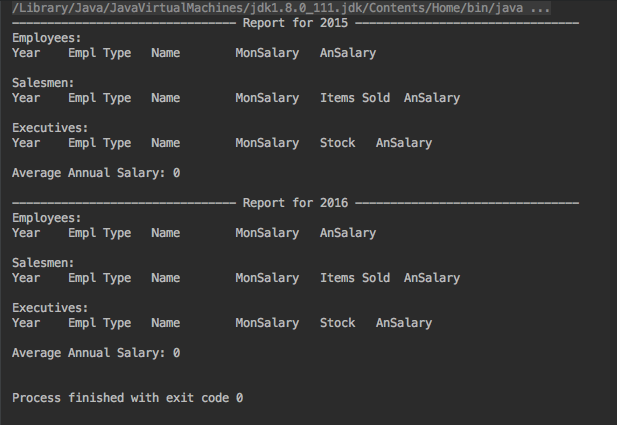 /Library/Java/JavaVirtualMachines/jdk1.8.0_111.jdk/Contents/Home/bin/java ...
-------------------------------- Report for 2015 --------------------------------
Employees:
Year    Empl Type   Name        MonSalary   AnSalary
Salesmen:
Year    Empl Type   Name        MonSalary   Items Sold  AnSalary
Executives:
Year    Empl Type   Name        MonSalary   Stock   AnSalary
Average Annual Salary: 0
-------------------------------- Report for 2016 --------------------------------
Employees:
Year    Empl Type   Name        MonSalary   AnSalary
Salesmen:
Year    Empl Type   Name        MonSalary   Items Sold  AnSalary
Executives:
Year    Empl Type   Name        MonSalary   Stock   AnSalary
Average Annual Salary: 0
Process finished with exit code 0